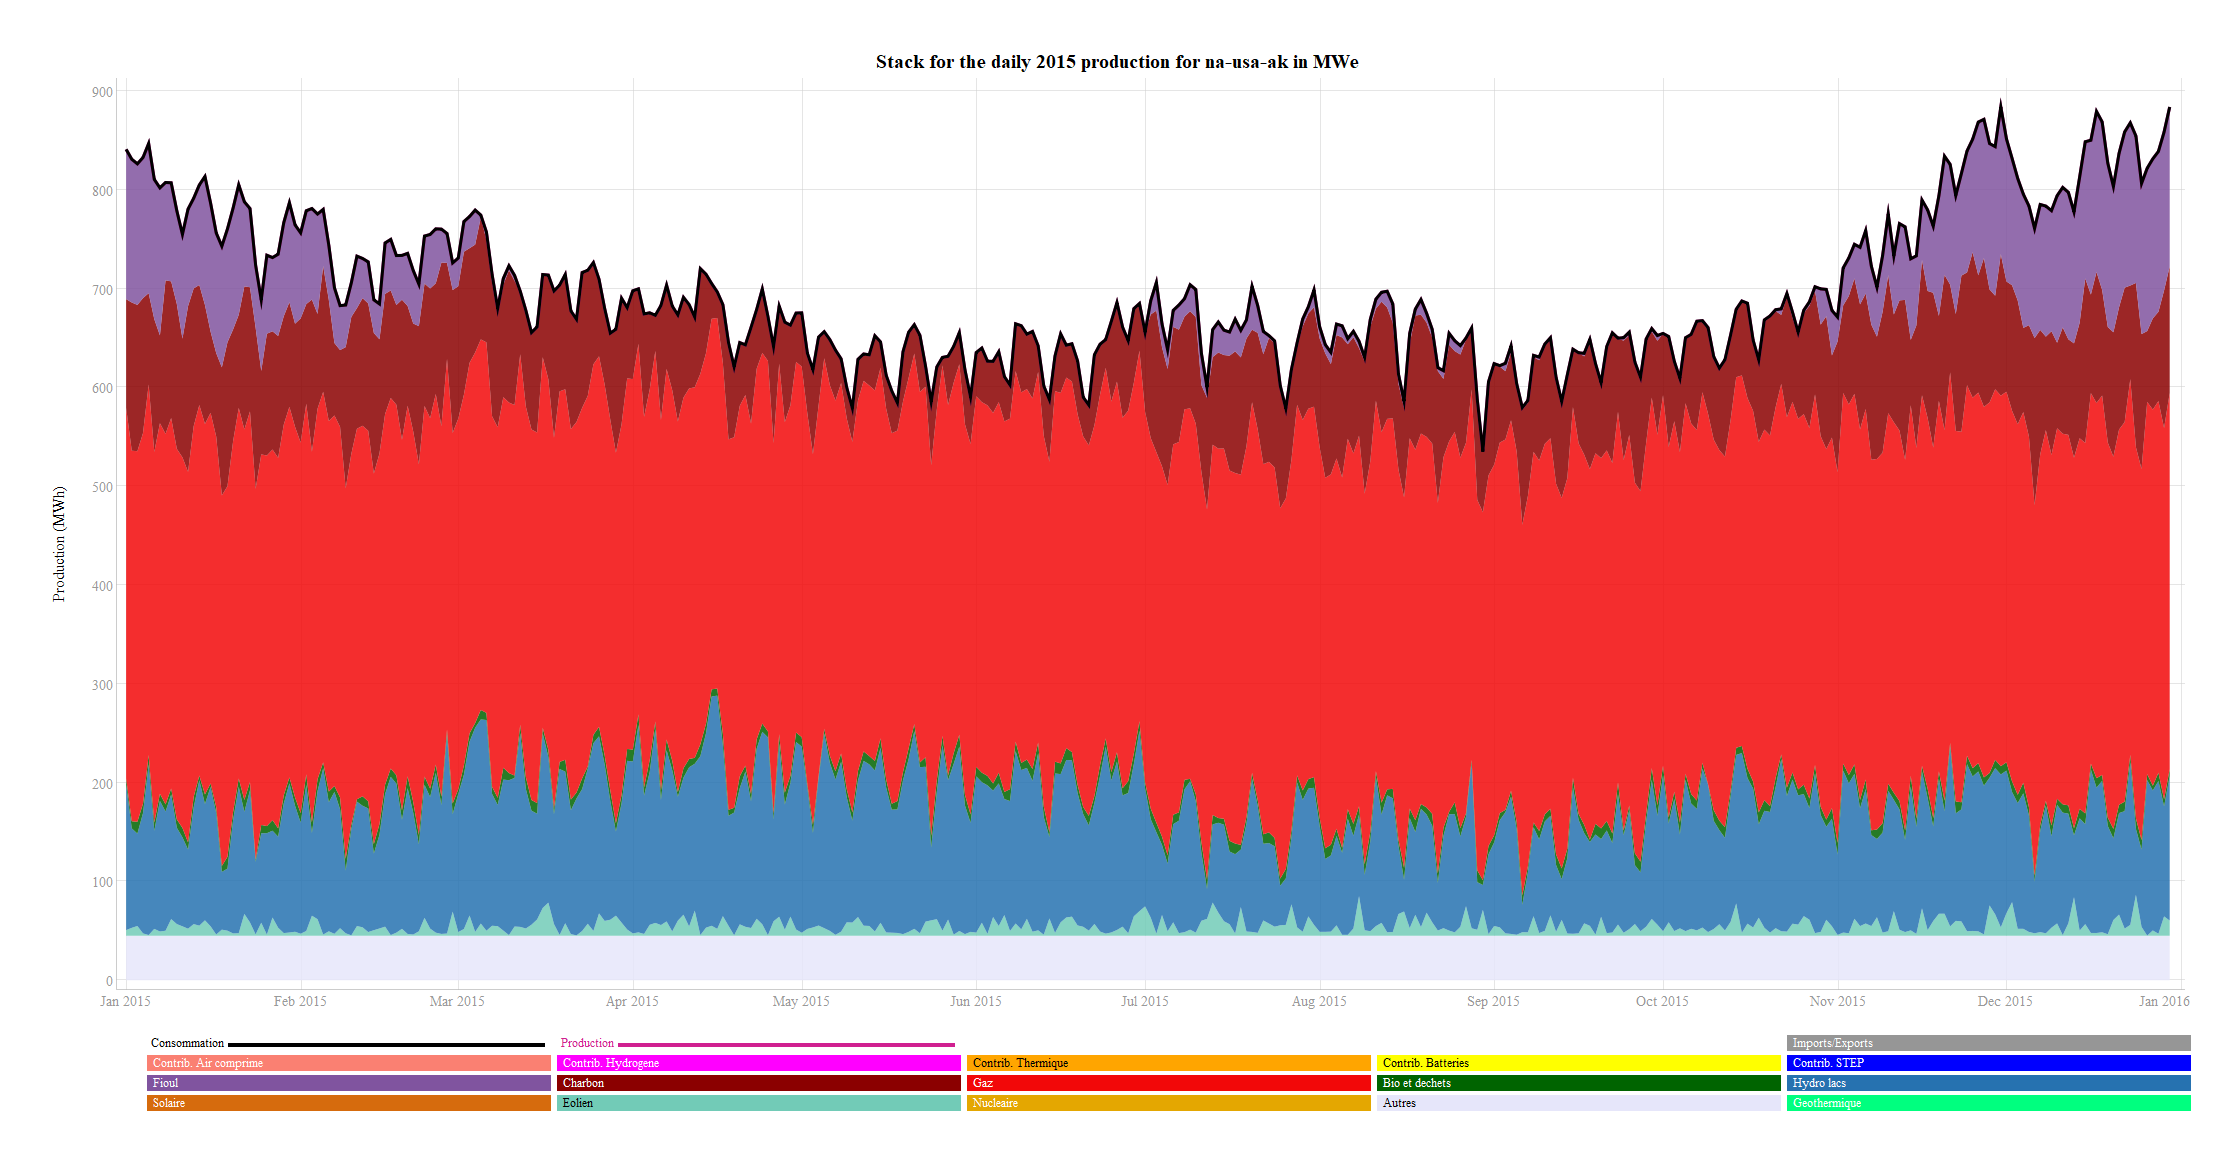 Stack for the daily 2015 production for na-usa-ak in MWe
900
800
700
600
500
400
300
200
100
0
Production (MWh)
Jan 2015 Feb 2015 Mar 2015 Apr 2015 May 2015 Jun 2015 Jul 2015 Aug 2015 Sep 2015 Oct 2015 Nov 2015 Dec 2015 Jan 2016
Consommation Production Imports/Exports
Contrib. Air comprime Contrib. Hydrogene Contrib. Thermique Contrib. Batteries Contrib. STEP
Fioul Charbon Gaz Bio et dechets Hydro lacs
Solaire Eolien Nucleaire Autres Geothermique